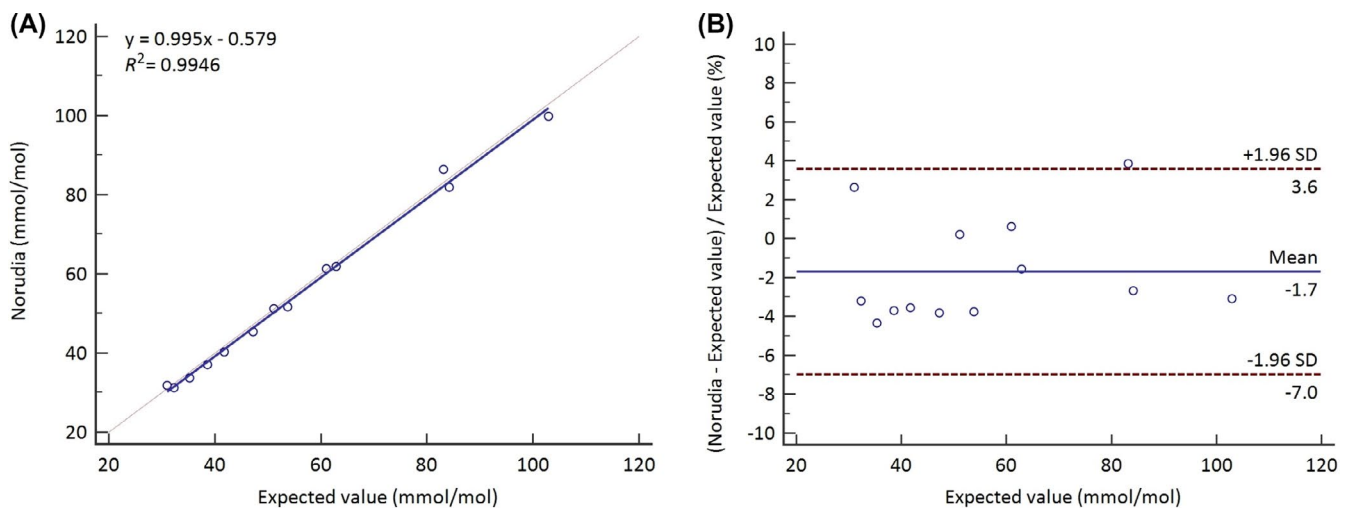 (A)
y = 0.995x - 0.579
R²= 0.9946
Norudia (mmol/mol)
120
100
80
60
40
20
20 40 60 80 100 120
Expected value (mmol/mol)
(B)
(Norudia - Expected value) / Expected value (%)
10
8
6
4
2
0
-2
-4
-6
-8
-10
+1.96 SD
3.6
Mean
-1.7
-1.96 SD
-7.0
20 40 60 80 100 120
Expected value (mmol/mol)